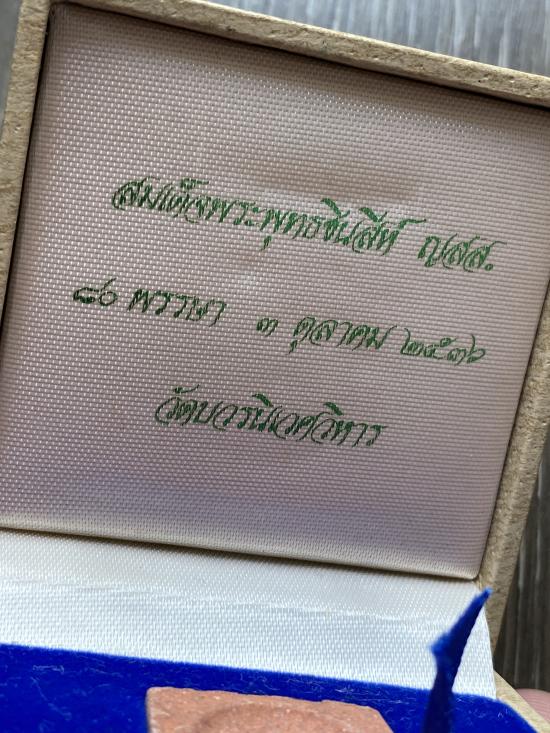 สมเด็จพระพุทธชินสีห์ ญสส.
๘๐ พรรษา ๓ ตุลาคม ๒๕๓๖
วัดบวรนิเวศวิหาร